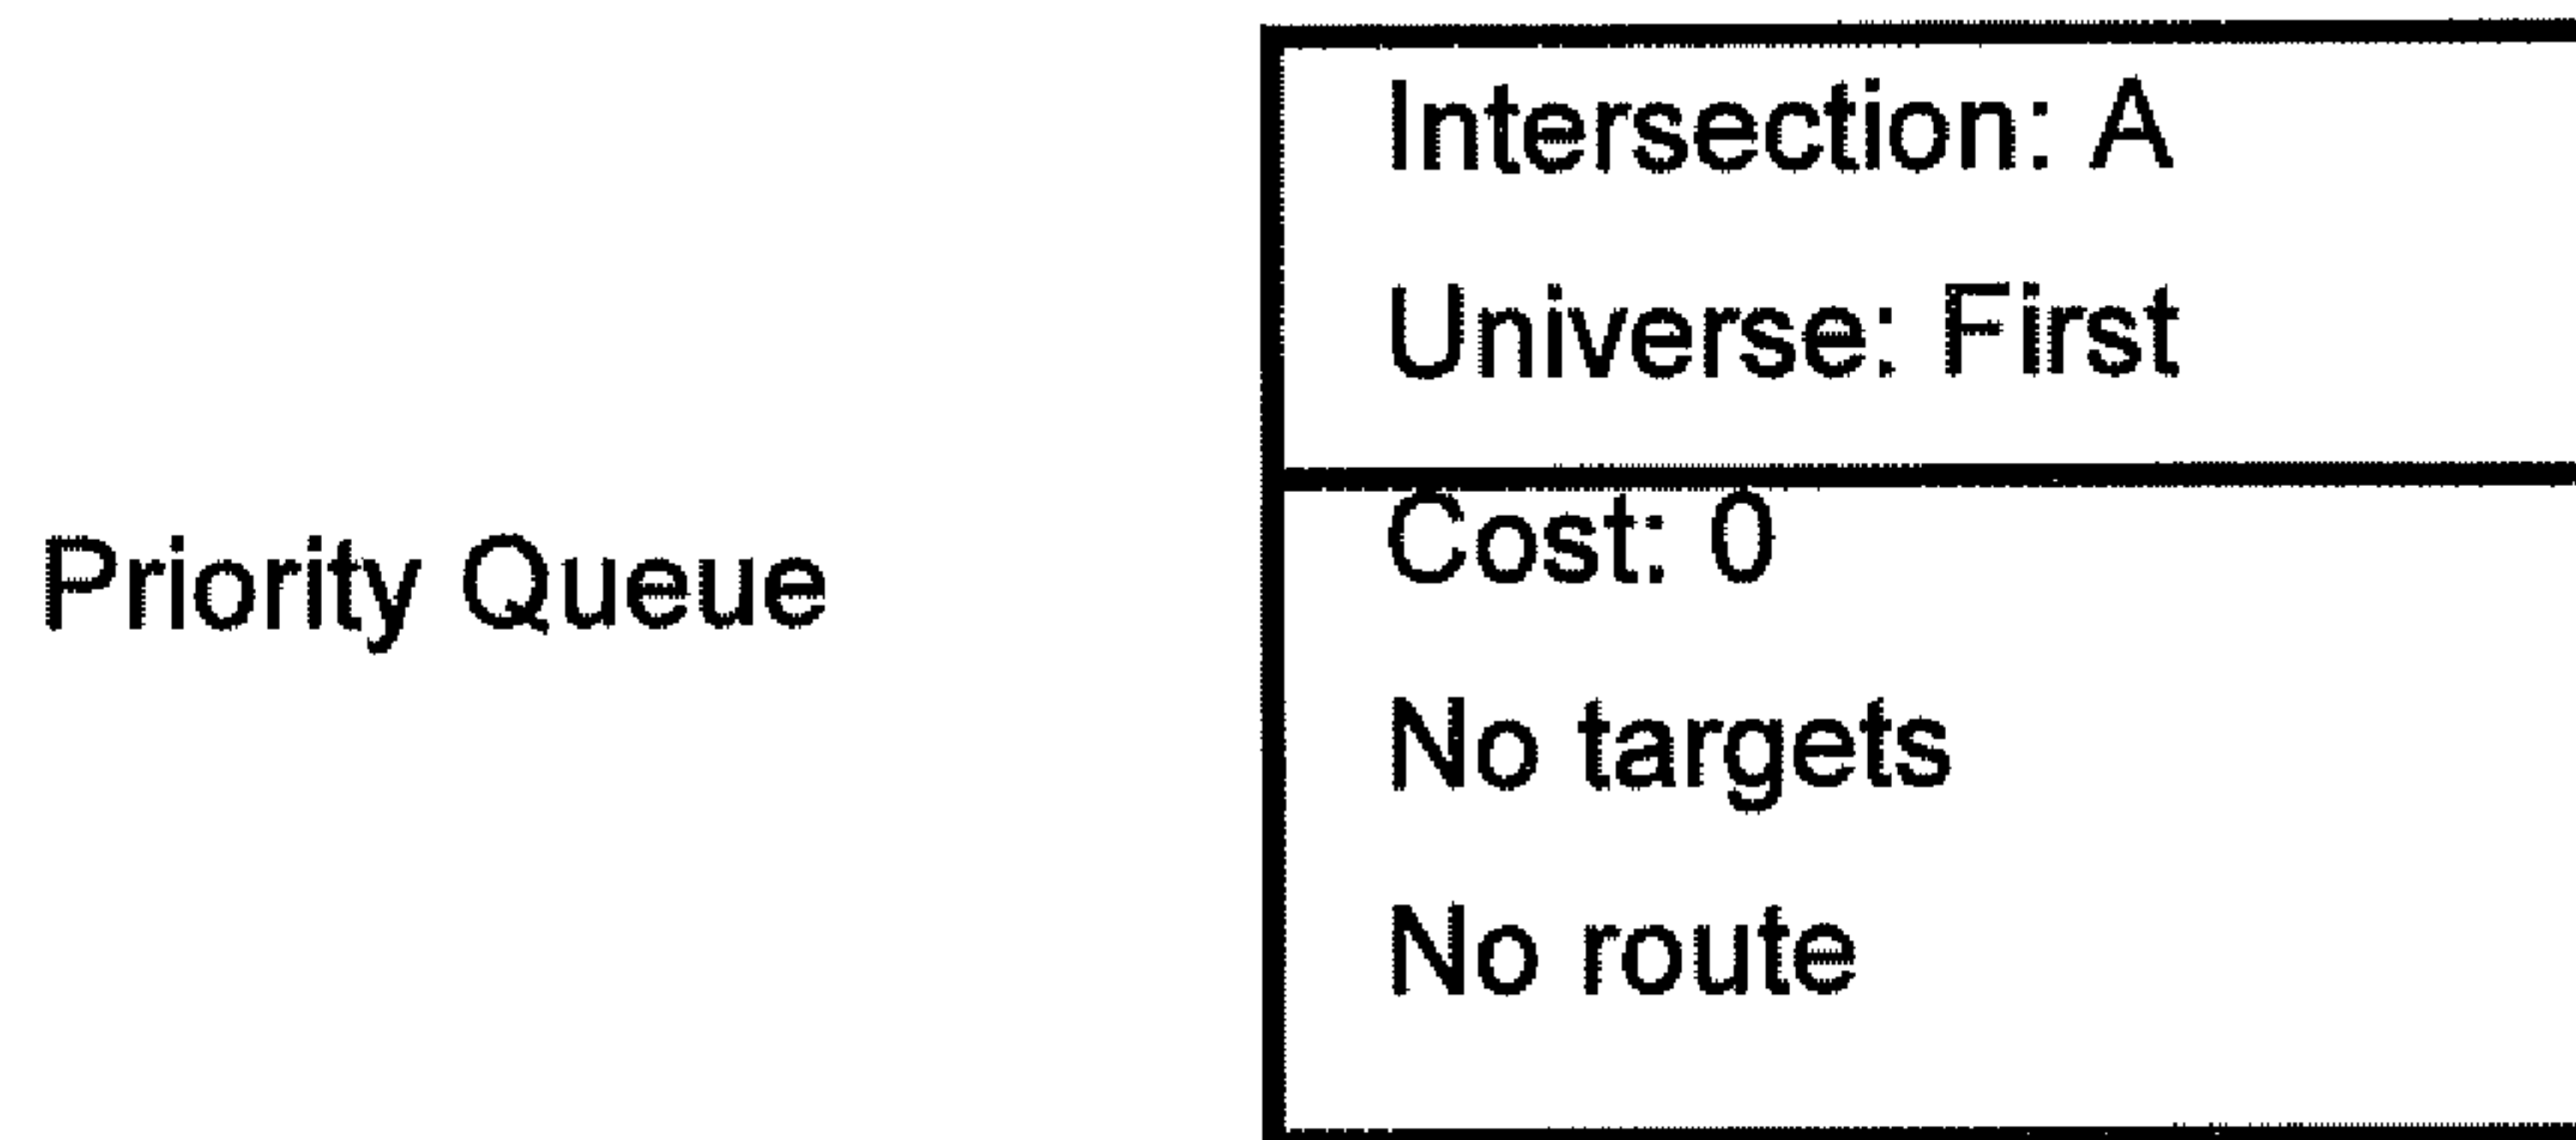 Priority Queue
Intersection: A
Universe: First
Cost: 0
No targets
No route